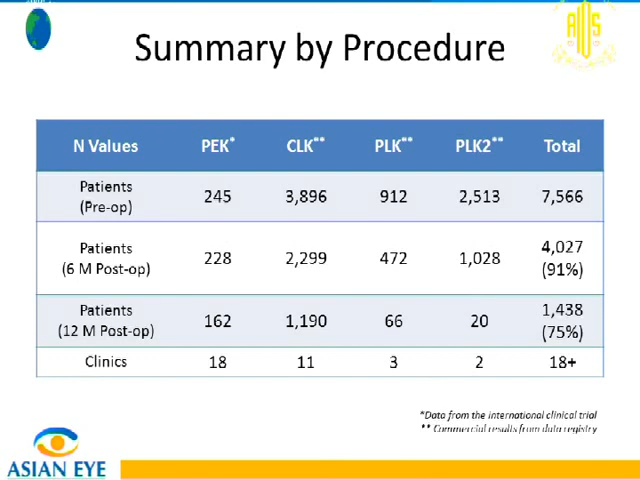 Summary by Procedure
N Values PEK* CLK** PLK** PLK2** Total
Patients (Pre-op) 245 3,896 912 2,513 7,566
Patients (6 M Post-op) 228 2,299 472 1,028 4,027 (91%)
Patients (12 M Post-op) 162 1,190 66 20 1,438 (75%)
Clinics 18 11 3 2 18+
*Data from the international clinical trial
** Commercial results from data registry
ASIAN EYE